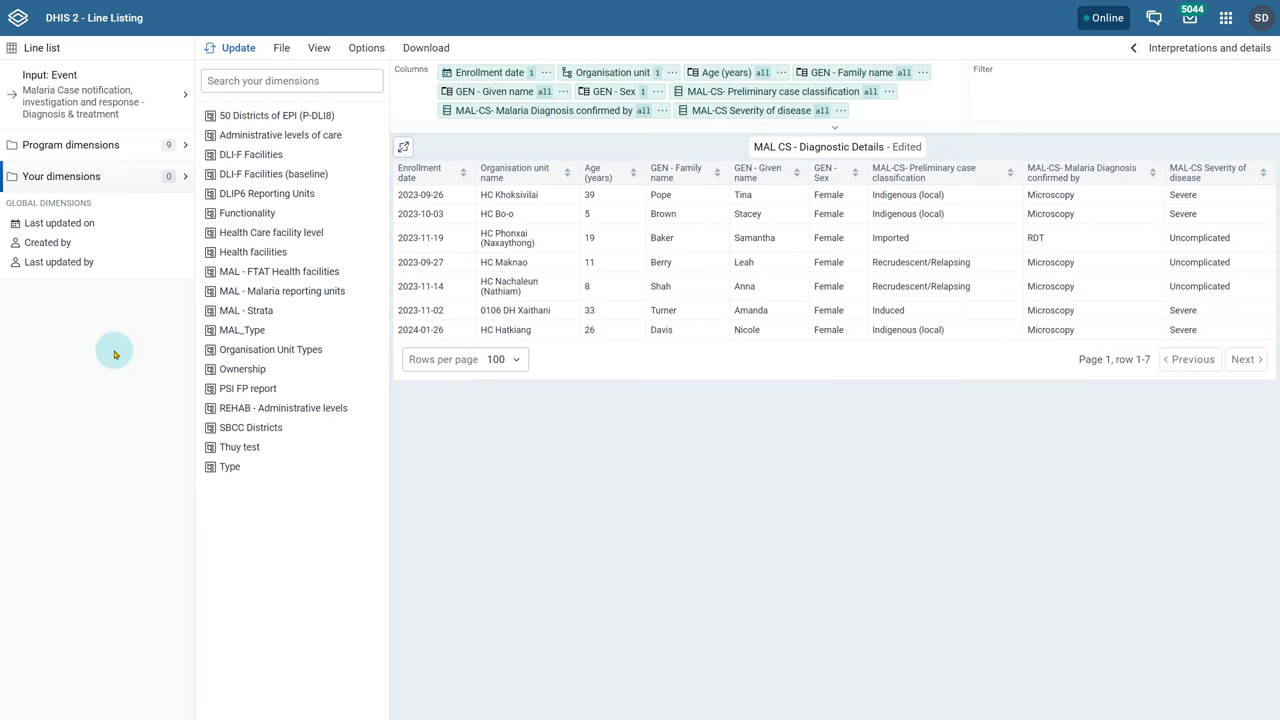 DHIS 2 - Line Listing
Online
5044
SD
Line list
Update
File
View
Options
Download
Interpretations and details
Input: Event
Malaria Case notification,
investigation and response -
Diagnosis & treatment
Program dimensions 9
Your dimensions 0
GLOBAL DIMENSIONS
Last updated on
Created by
Last updated by
Search your dimensions
50 Districts of EPI (P-DLI8)
Administrative levels of care
DLI-F Facilities
DLI-F Facilities (baseline)
DLIP6 Reporting Units
Functionality
Health Care facility level
Health facilities
MAL - FTAT Health facilities
MAL - Malaria reporting units
MAL - Strata
MAL_Type
Organisation Unit Types
Ownership
PSI FP report
REHAB - Administrative levels
SBCC Districts
Thuy test
Type
Columns
Enrollment date 1 ··· Organisation unit 1 ··· Age (years) all ··· GEN - Family name all ···
GEN - Given name all ··· GEN - Sex 1 ··· MAL-CS- Preliminary case classification all ···
MAL-CS- Malaria Diagnosis confirmed by all ··· MAL-CS Severity of disease all ···
Filter
MAL CS - Diagnostic Details - Edited
Enrollment date
Organisation unit name
Age (years)
GEN - Family name
GEN - Given name
GEN - Sex
MAL-CS- Preliminary case classification
MAL-CS- Malaria Diagnosis confirmed by
MAL-CS Severity of disease
2023-09-26 HC Khoksivilai 39 Pope Tina Female Indigenous (local) Microscopy Severe
2023-10-03 HC Bo-o 5 Brown Stacey Female Indigenous (local) Microscopy Severe
2023-11-19 HC Phonxai (Naxaythong) 19 Baker Samantha Female Imported RDT Uncomplicated
2023-09-27 HC Maknao 11 Berry Leah Female Recrudescent/Relapsing Microscopy Uncomplicated
2023-11-14 HC Nachaleun (Nathiam) 8 Shah Anna Female Recrudescent/Relapsing Microscopy Uncomplicated
2023-11-02 0106 DH Xaithani 33 Turner Amanda Female Induced Microscopy Severe
2024-01-26 HC Hatkiang 26 Davis Nicole Female Indigenous (local) Microscopy Severe
Rows per page 100
Page 1, row 1-7
Previous
Next